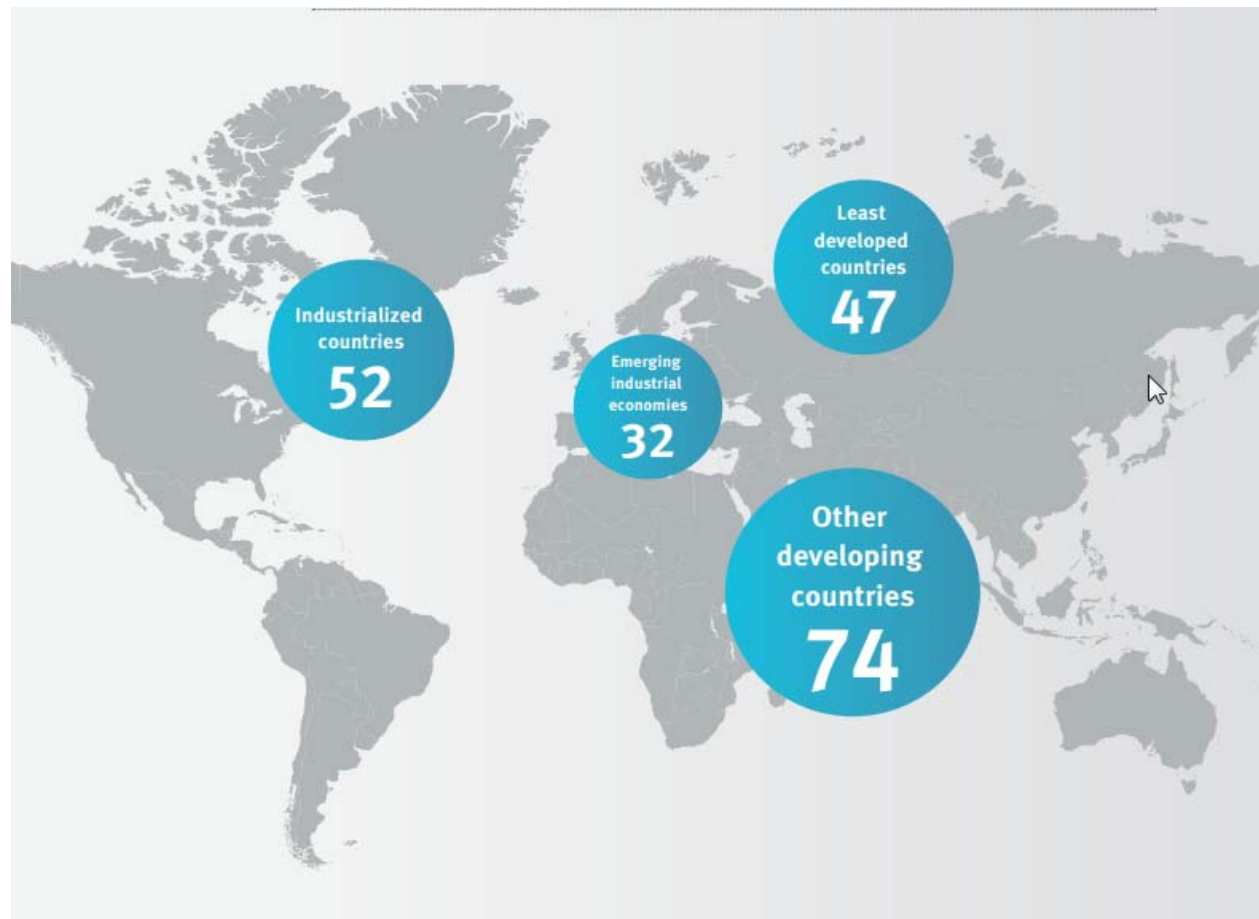 Least
developed
countries
47
Industrialized
countries
52
Emerging
industrial
economies
32
Other
developing
countries
74